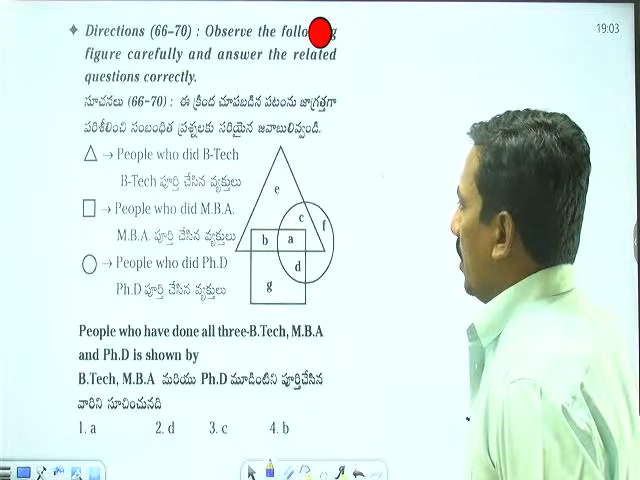 ✦ Directions (66-70) : Observe the follo g
figure carefully and answer the related
questions correctly.
సూచనలు (66-70) : ఈ క్రింద చూపబడిన పటంను జాగ్రత్తగా
పరిశీలించి సంబంధిత ప్రశ్నలకు సరియైన జవాబులివ్వండి.
△ → People who did B-Tech
B-Tech పూర్తి చేసిన వ్యక్తులు
□ → People who did M.B.A.
M.B.A. పూర్తి చేసిన వ్యక్తులు
○ → People who did Ph.D
Ph.D పూర్తి చేసిన వ్యక్తులు
e
c f
b a
d
g
People who have done all three-B.Tech, M.B.A
and Ph.D is shown by
B.Tech, M.B.A మరియు Ph.D మూడింటిని పూర్తిచేసిన
వారిని సూచించునది
1. a 2. d 3. c 4. b
19:03